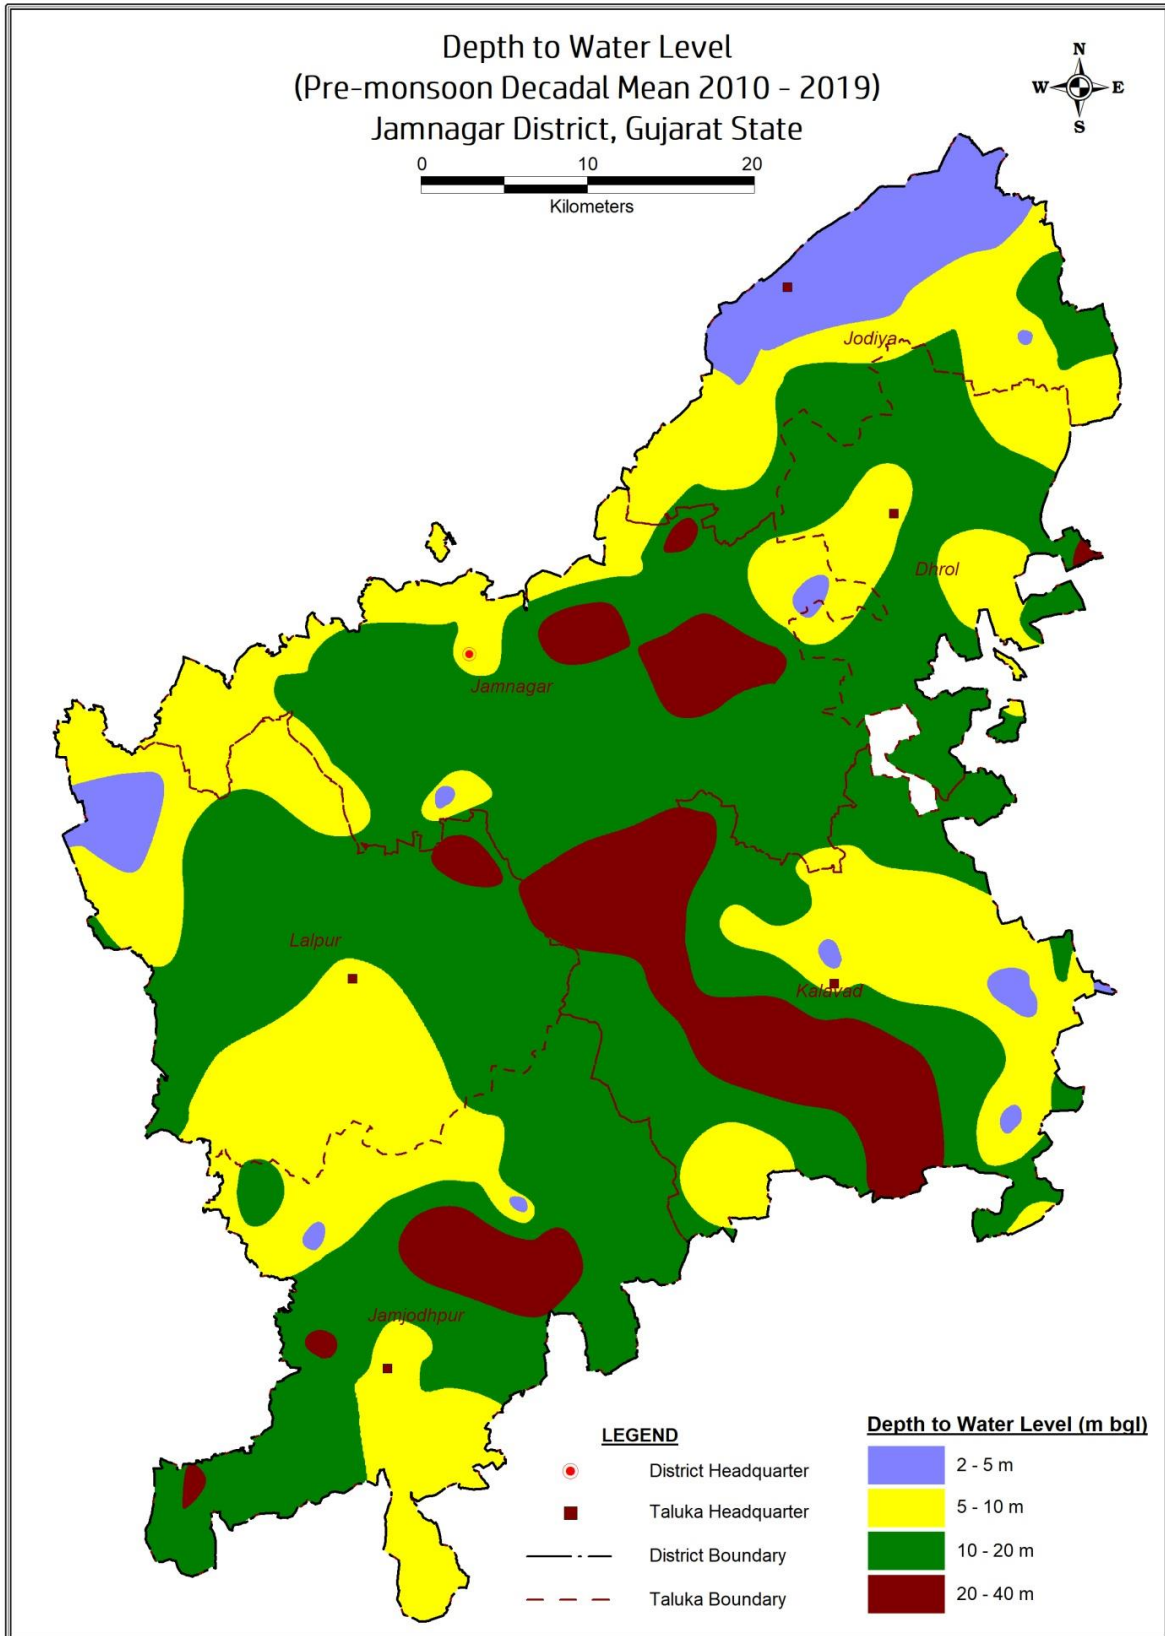 Depth to Water Level
(Pre-monsoon Decadal Mean 2010 - 2019)
Jamnagar District, Gujarat State
N
W E
S
0 10 20
Kilometers
Jodiya
Dhrol
Jamnagar
Lalpur
Kalavad
Jamjodhpur
LEGEND
District Headquarter
Taluka Headquarter
District Boundary
Taluka Boundary
Depth to Water Level (m bgl)
2 - 5 m
5 - 10 m
10 - 20 m
20 - 40 m